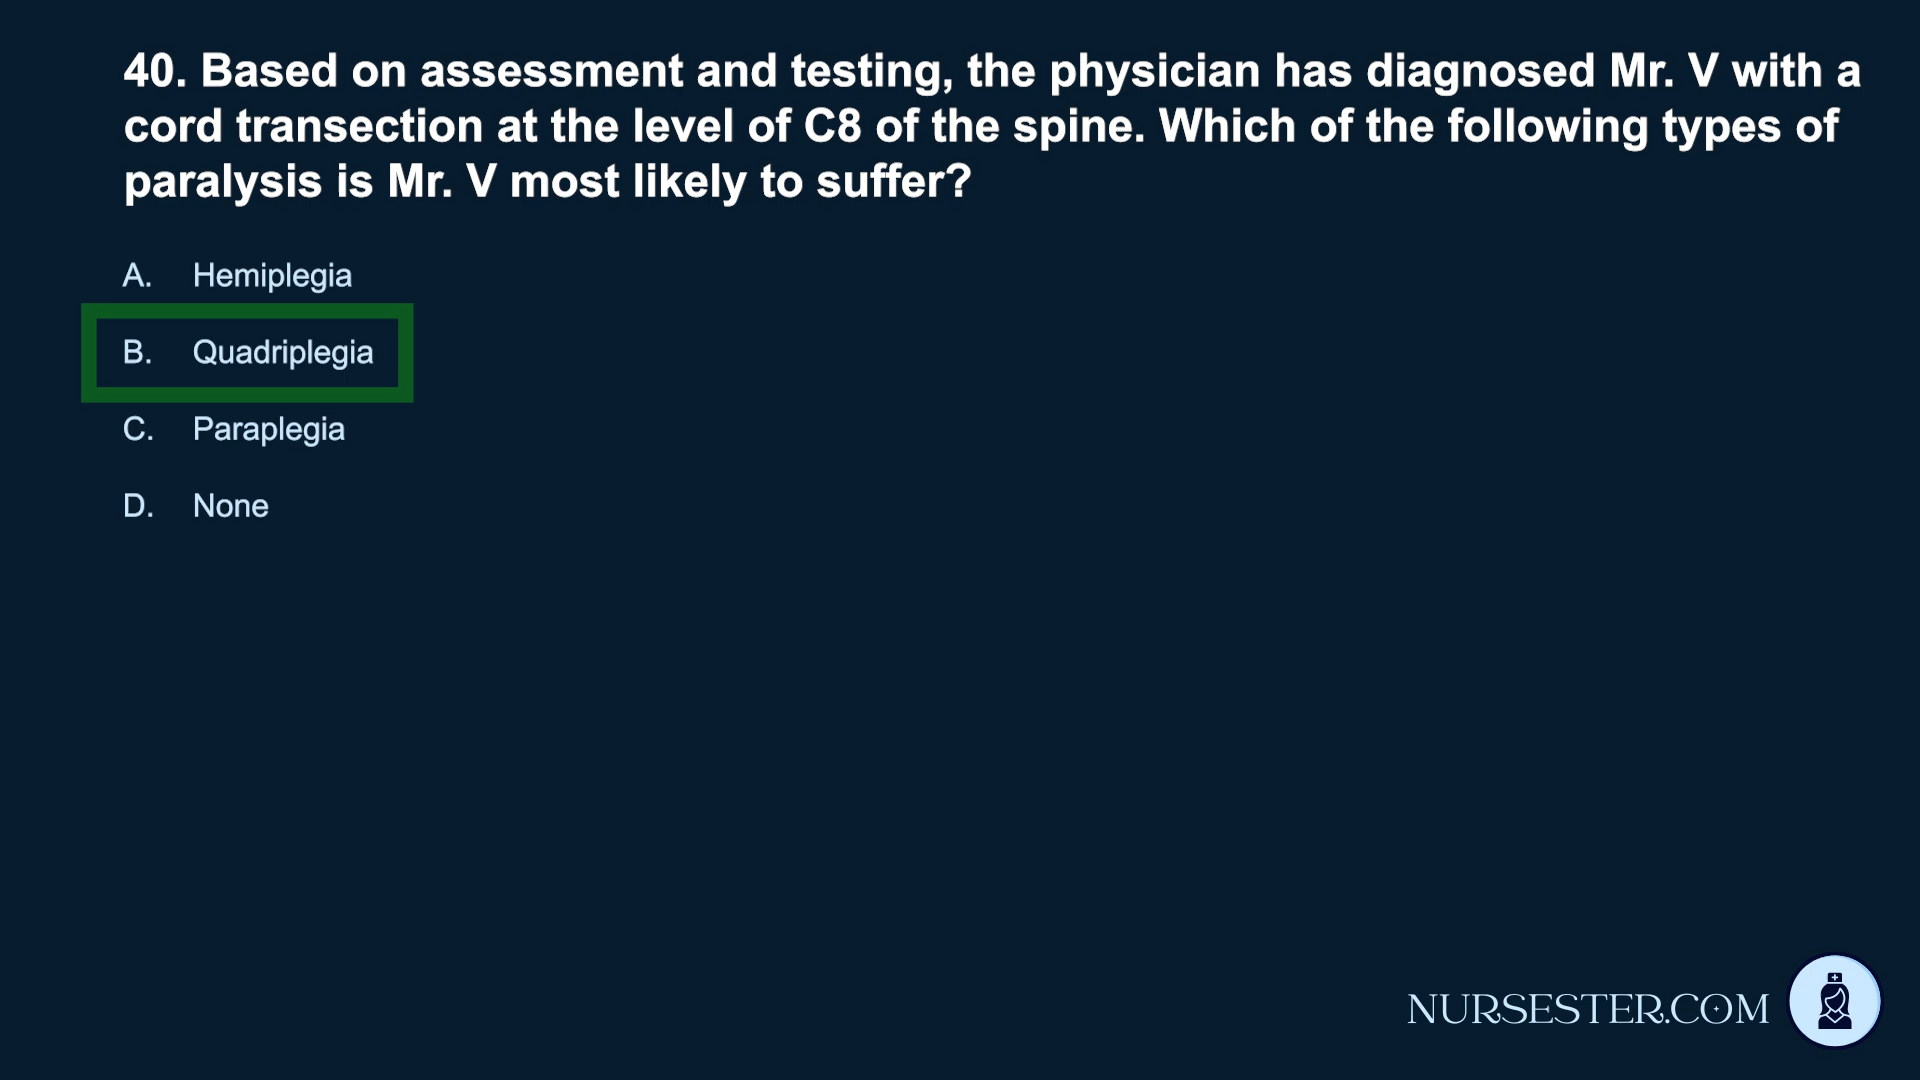 40. Based on assessment and testing, the physician has diagnosed Mr. V with a
cord transection at the level of C8 of the spine. Which of the following types of
paralysis is Mr. V most likely to suffer?
A. Hemiplegia
B. Quadriplegia
C. Paraplegia
D. None
NURSESTER.COM